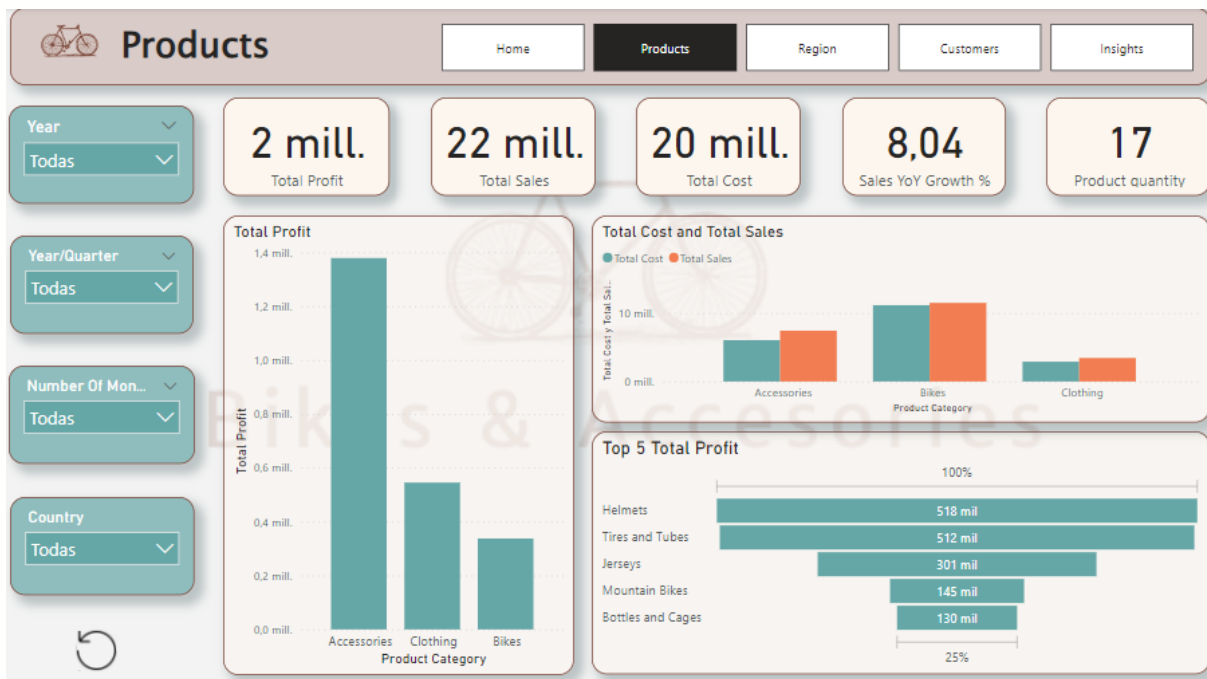 Products
Home
Products
Region
Customers
Insights
Year
Todas
Year/Quarter
Todas
Number Of Mon...
Todas
Country
Todas
2 mill.
Total Profit
22 mill.
Total Sales
20 mill.
Total Cost
8,04
Sales YoY Growth %
17
Product quantity
Total Profit
Total Profit
1,4 mill.
1,2 mill.
1,0 mill.
0,8 mill.
0,6 mill.
0,4 mill.
0,2 mill.
0,0 mill.
Accessories
Clothing
Bikes
Product Category
Total Cost and Total Sales
Total Cost
Total Sales
Total Cost y Total Sal...
10 mill.
0 mill.
Accessories
Bikes
Clothing
Product Category
Top 5 Total Profit
100%
Helmets
518 mil
Tires and Tubes
512 mil
Jerseys
301 mil
Mountain Bikes
145 mil
Bottles and Cages
130 mil
25%
Bikes & Accesories